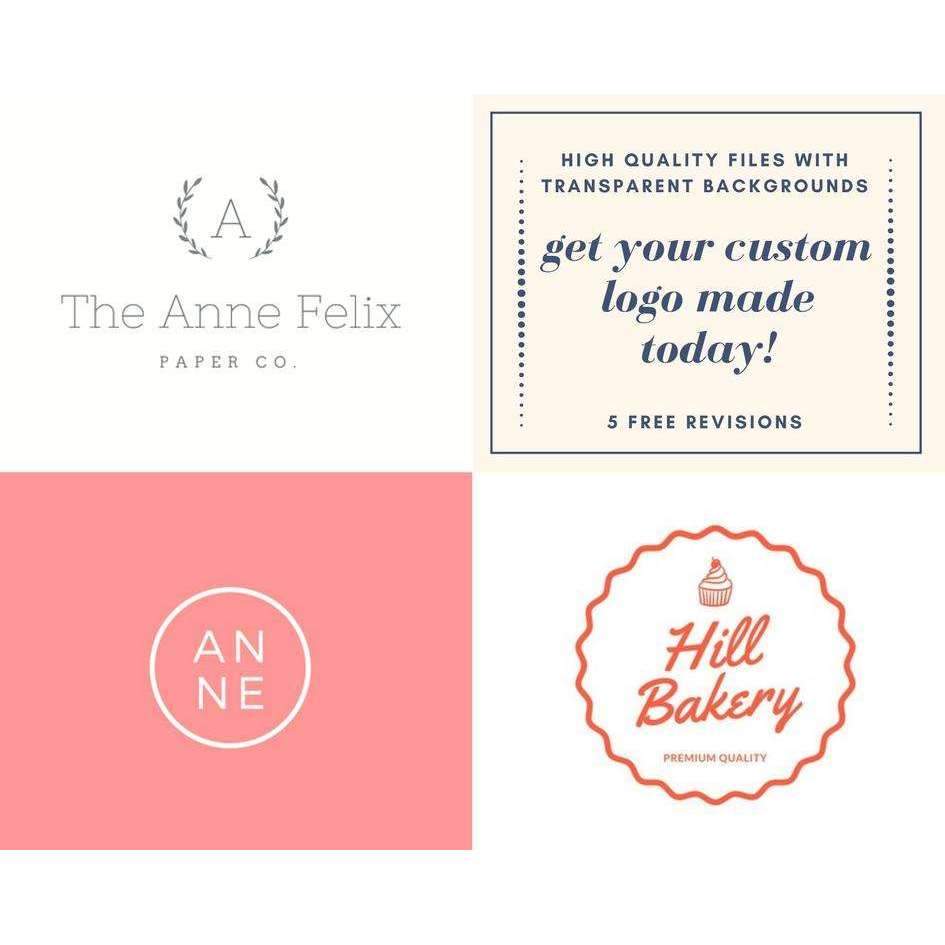 A
The Anne Felix
PAPER CO.
HIGH QUALITY FILES WITH
TRANSPARENT BACKGROUNDS
get your custom
logo made
today!
5 FREE REVISIONS
AN
NE
Hill
Bakery
PREMIUM QUALITY